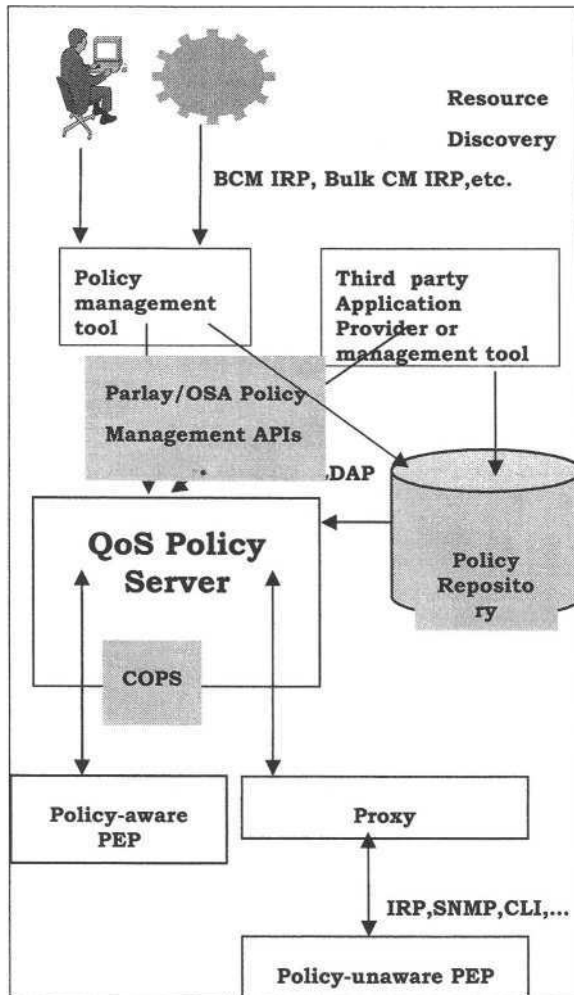 Resource
Discovery
BCM IRP, Bulk CM IRP,etc.
Policy
management
tool
Third party
Application
Provider or
management tool
Parlay/OSA Policy
Management APIs
DAP
QoS Policy
Server
Policy
Reposito
ry
COPS
Policy-aware
PEP
Proxy
IRP,SNMP,CLI,...
Policy-unaware PEP